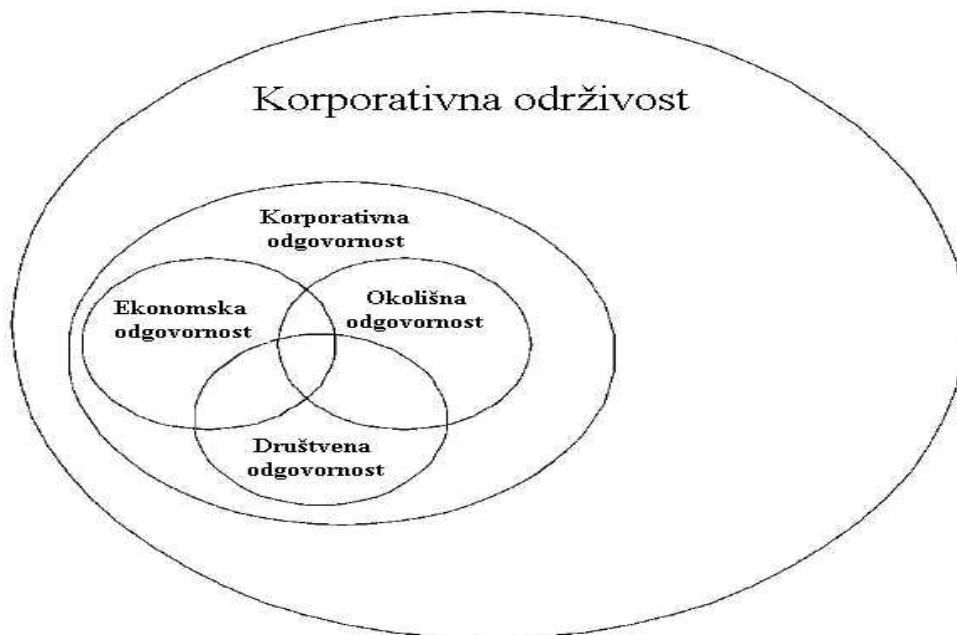 Korporativna održivost
Korporativna
odgovornost
Ekonomska
odgovornost
Okolišna
odgovornost
Društvena
odgovornost